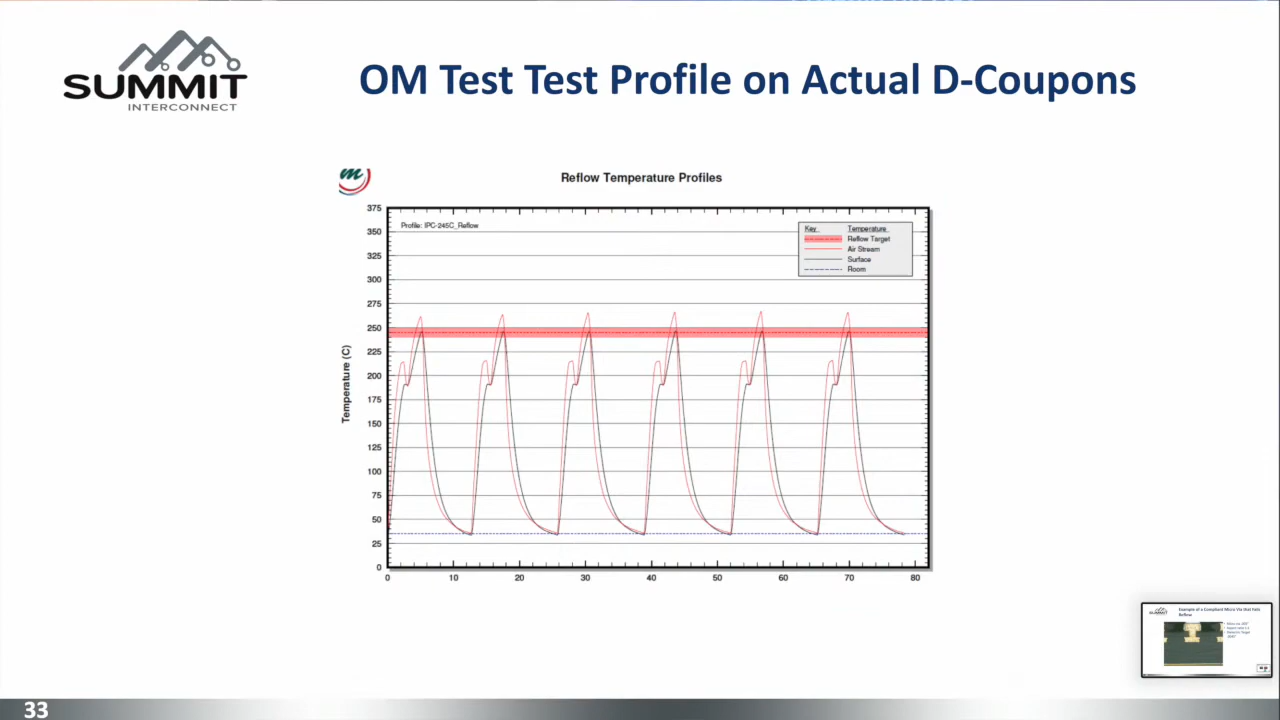 SUMMIT
INTERCONNECT
OM Test Test Profile on Actual D-Coupons
m
Reflow Temperature Profiles
Profile: IPC-245C_Reflow
Key Temperature
Reflow Target
Air Stream
Surface
Room
Temperature (C)
375
350
325
300
275
250
225
200
175
150
125
100
75
50
25
0
0 10 20 30 40 50 60 70 80
SUMMIT
Example of a Compliant Micro Via that Fails
Reflow
33